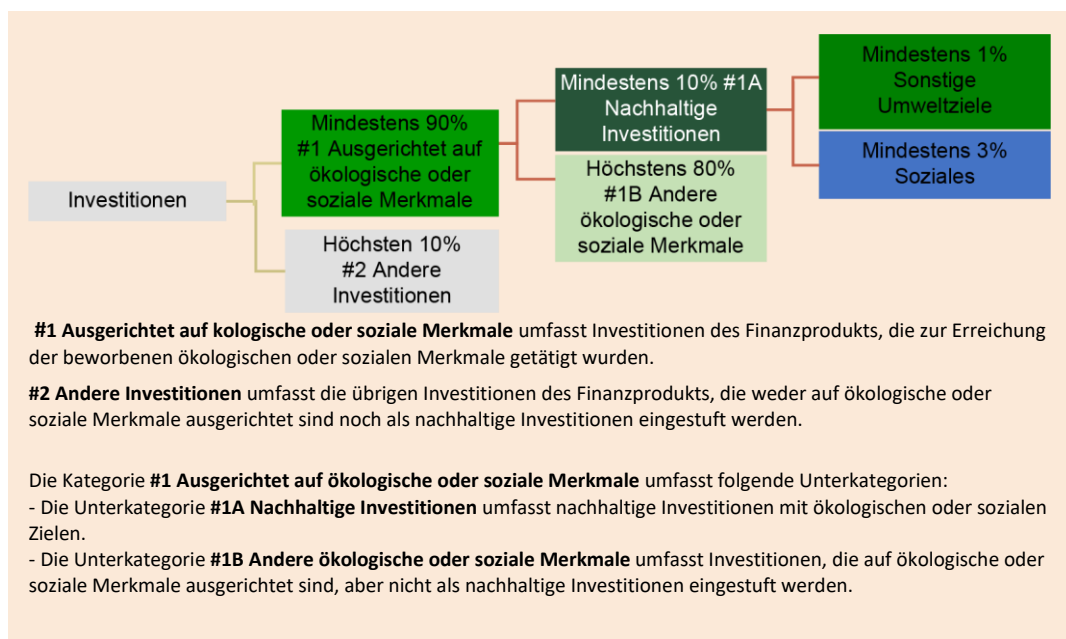 Investitionen
Mindestens 90%
#1 Ausgerichtet auf
ökologische oder
soziale Merkmale
Höchsten 10%
#2 Andere
Investitionen
Mindestens 10% #1A
Nachhaltige
Investitionen
Höchstens 80%
#1B Andere
ökologische oder
soziale Merkmale
Mindestens 1%
Sonstige
Umweltziele
Mindestens 3%
Soziales
#1 Ausgerichtet auf kologische oder soziale Merkmale umfasst Investitionen des Finanzprodukts, die zur Erreichung
der beworbenen ökologischen oder sozialen Merkmale getätigt wurden.
#2 Andere Investitionen umfasst die übrigen Investitionen des Finanzprodukts, die weder auf ökologische oder
soziale Merkmale ausgerichtet sind noch als nachhaltige Investitionen eingestuft werden.
Die Kategorie #1 Ausgerichtet auf ökologische oder soziale Merkmale umfasst folgende Unterkategorien:
- Die Unterkategorie #1A Nachhaltige Investitionen umfasst nachhaltige Investitionen mit ökologischen oder sozialen
Zielen.
- Die Unterkategorie #1B Andere ökologische oder soziale Merkmale umfasst Investitionen, die auf ökologische oder
soziale Merkmale ausgerichtet sind, aber nicht als nachhaltige Investitionen eingestuft werden.